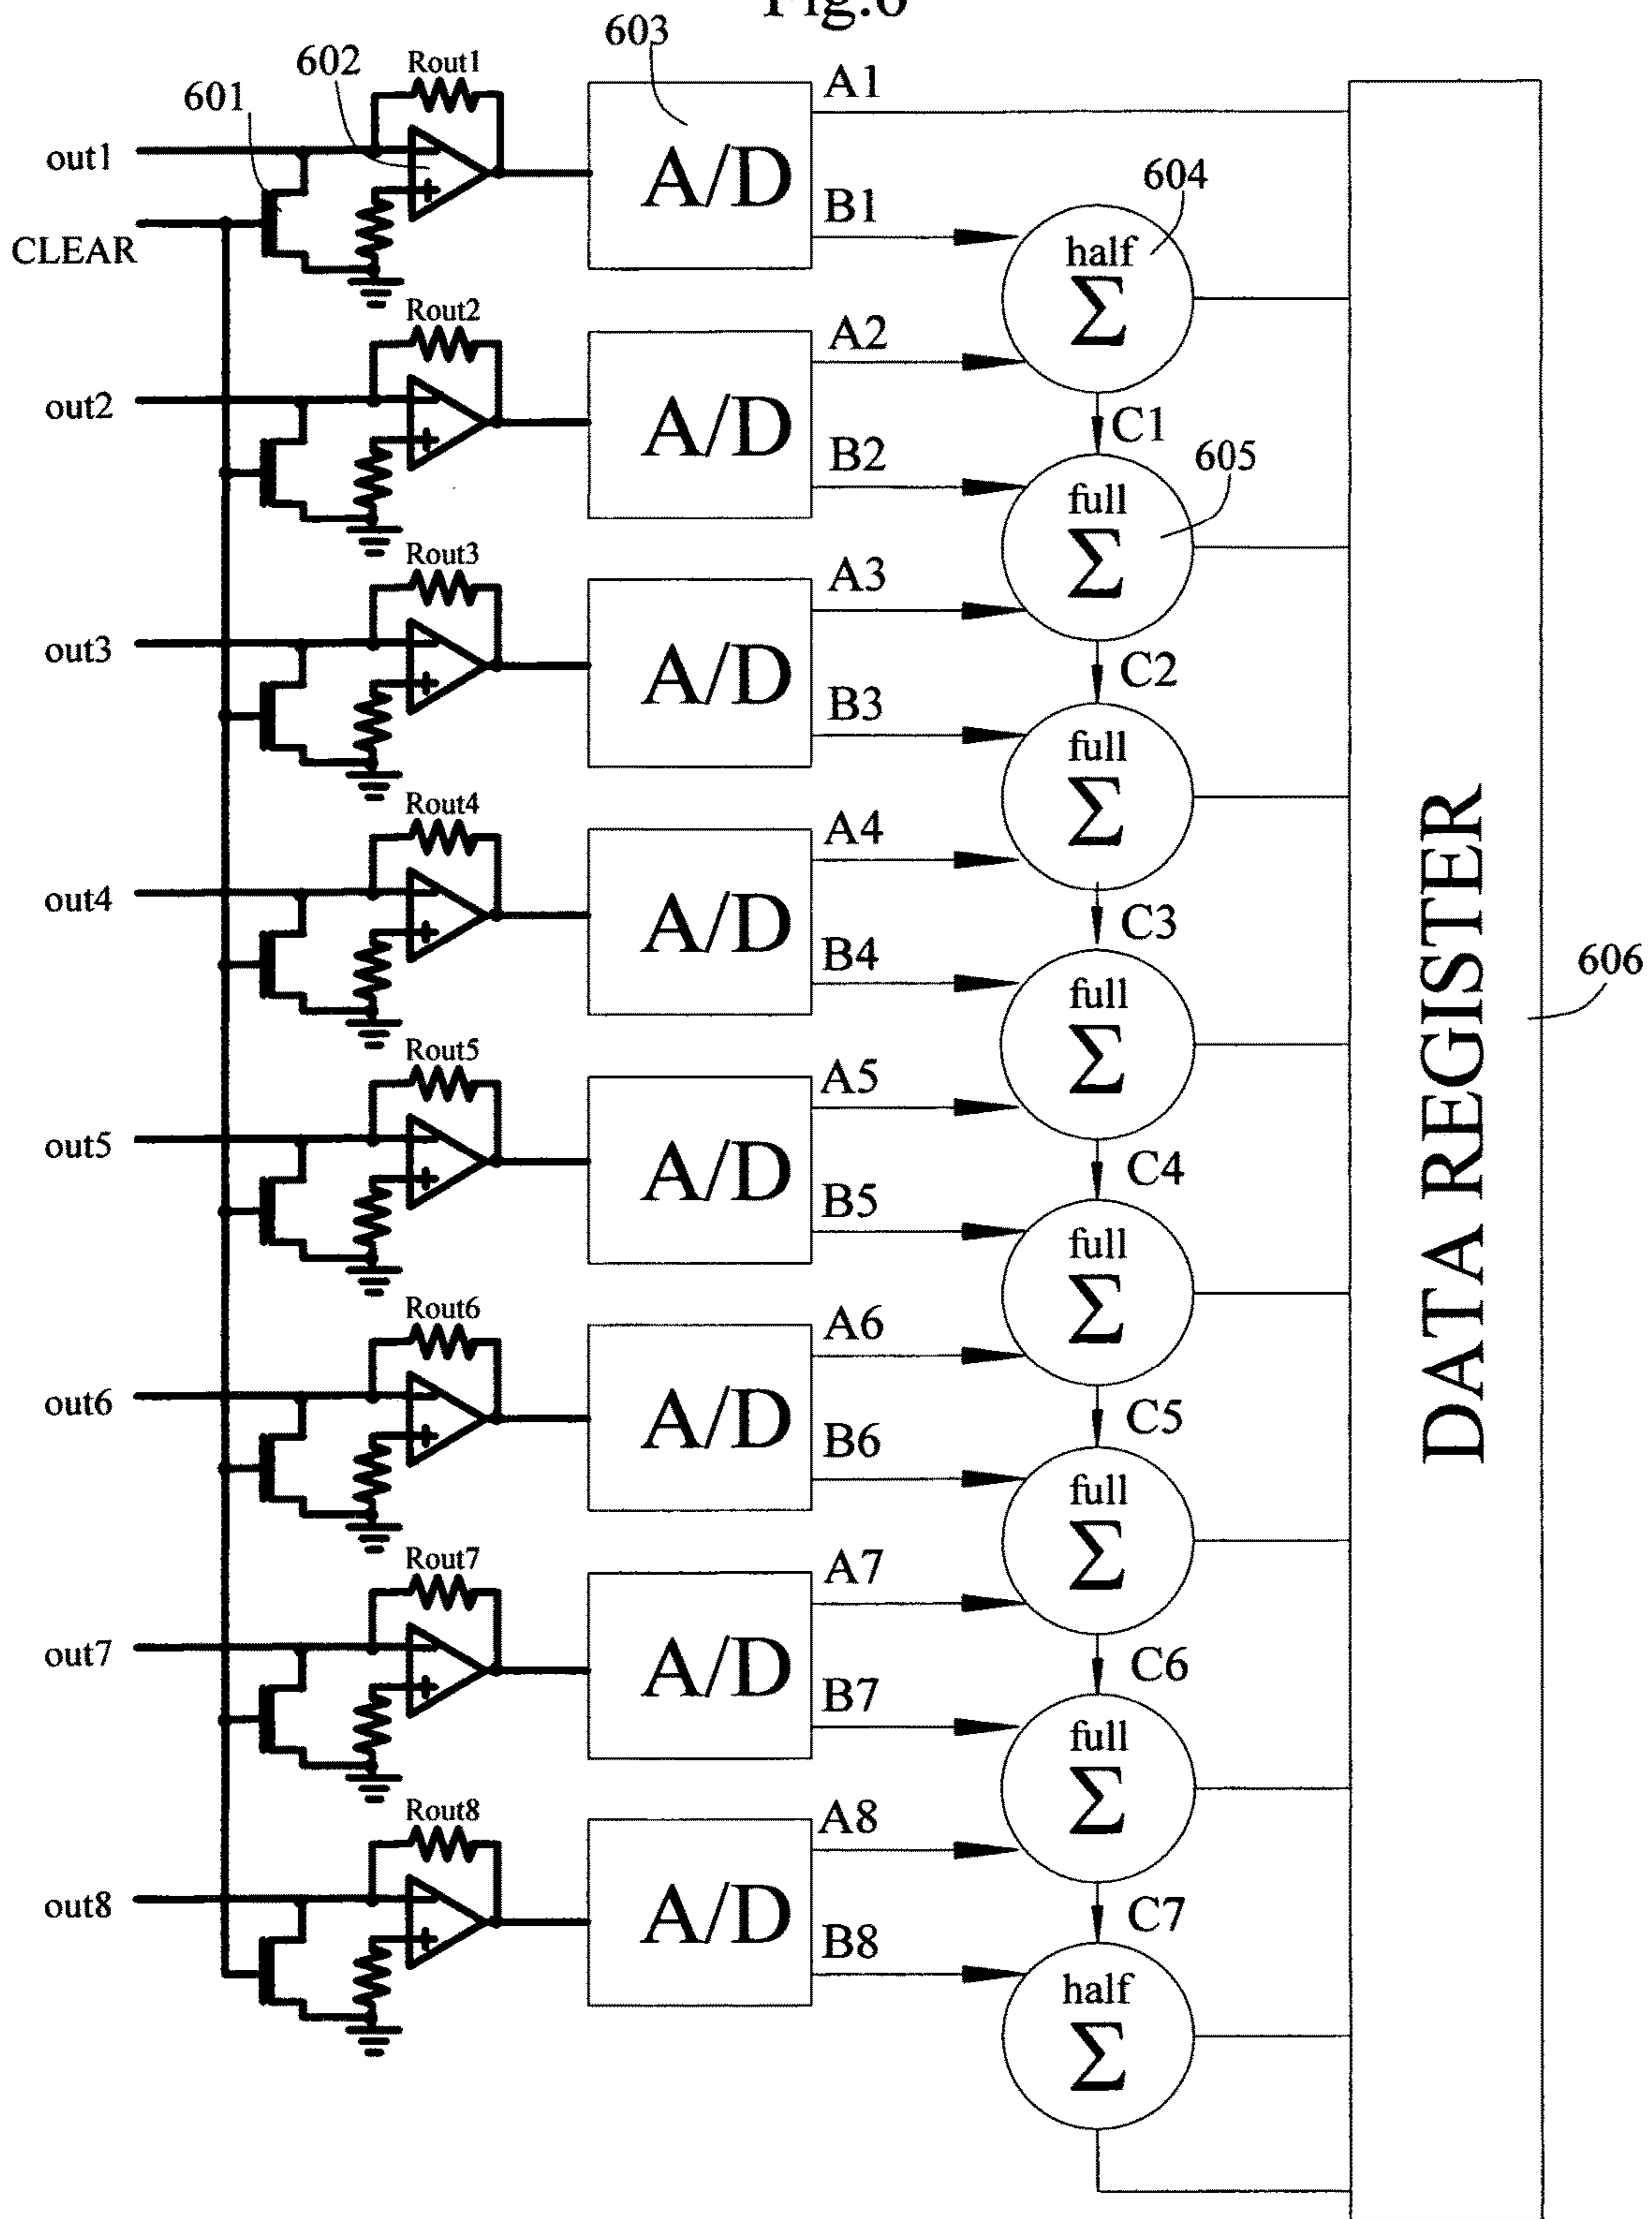 Fig.6
603
602
Rout1
A1
601
out1
A/D
604
B1
CLEAR
half
Σ
Rout2
A2
out2
A/D
C1
605
B2
full
Σ
Rout3
A3
out3
A/D
C2
B3
full
Σ
Rout4
A4
out4
A/D
C3
B4
606
full
Σ
DATA REGISTER
Rout5
A5
out5
A/D
C4
B5
full
Σ
Rout6
A6
out6
A/D
C5
B6
full
Σ
Rout7
A7
out7
A/D
C6
B7
full
Σ
Rout8
A8
out8
A/D
C7
B8
half
Σ